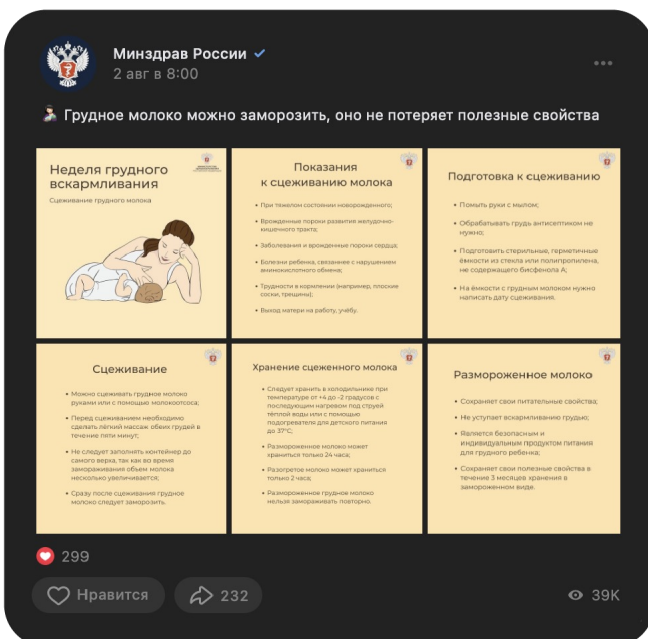 Минздрав России
2 авг в 8:00
Грудное молоко можно заморозить, оно не потеряет полезные свойства
Неделя грудного
вскармливания
Сцеживание грудного молока
Показания
к сцеживанию молока
• При тяжелом состоянии новорожденного;
• Врожденные пороки развития желудочно-
кишечного тракта;
• Заболевания и врожденные пороки сердца;
• Болезни ребенка, связанные с нарушением
аминокислотного обмена;
• Трудности в кормлении (например, плоские
соски, трещины);
• Выход матери на работу, учёбу.
Подготовка к сцеживанию
• Помыть руки с мылом;
• Обрабатывать грудь антисептиком не
нужно;
• Подготовить стерильные, герметичные
ёмкости из стекла или полипропилена,
не содержащего бисфенола А;
• На ёмкости с грудным молоком нужно
написать дату сцеживания.
Сцеживание
• Можно сцеживать грудное молоко
руками или с помощью молокоотсоса;
• Перед сцеживанием необходимо
сделать лёгкий массаж обеих грудей в
течение пяти минут;
• Не следует заполнять контейнер до
самого верха, так как во время
замораживания объем молока
несколько увеличивается;
• Сразу после сцеживания грудное
молоко следует заморозить.
Хранение сцеженного молока
• Следует хранить в холодильнике при
температуре от +4 до -2 градусов с
последующим нагревом под струей
тёплой воды или с помощью
подогревателя для детского питания
до 37°С;
• Размороженное молоко может
храниться только 24 часа;
• Разогретое молоко может храниться
только 2 часа;
• Размороженное грудное молоко
нельзя замораживать повторно.
Размороженное молоко
• Сохраняет свои питательные свойства;
• Не уступает вскармливанию грудью;
• Является безопасным и
индивидуальным продуктом питания
для грудного ребенка;
• Сохраняет свои полезные свойства в
течение 3 месяцев хранения в
замороженном виде.
299
Нравится
232
39K